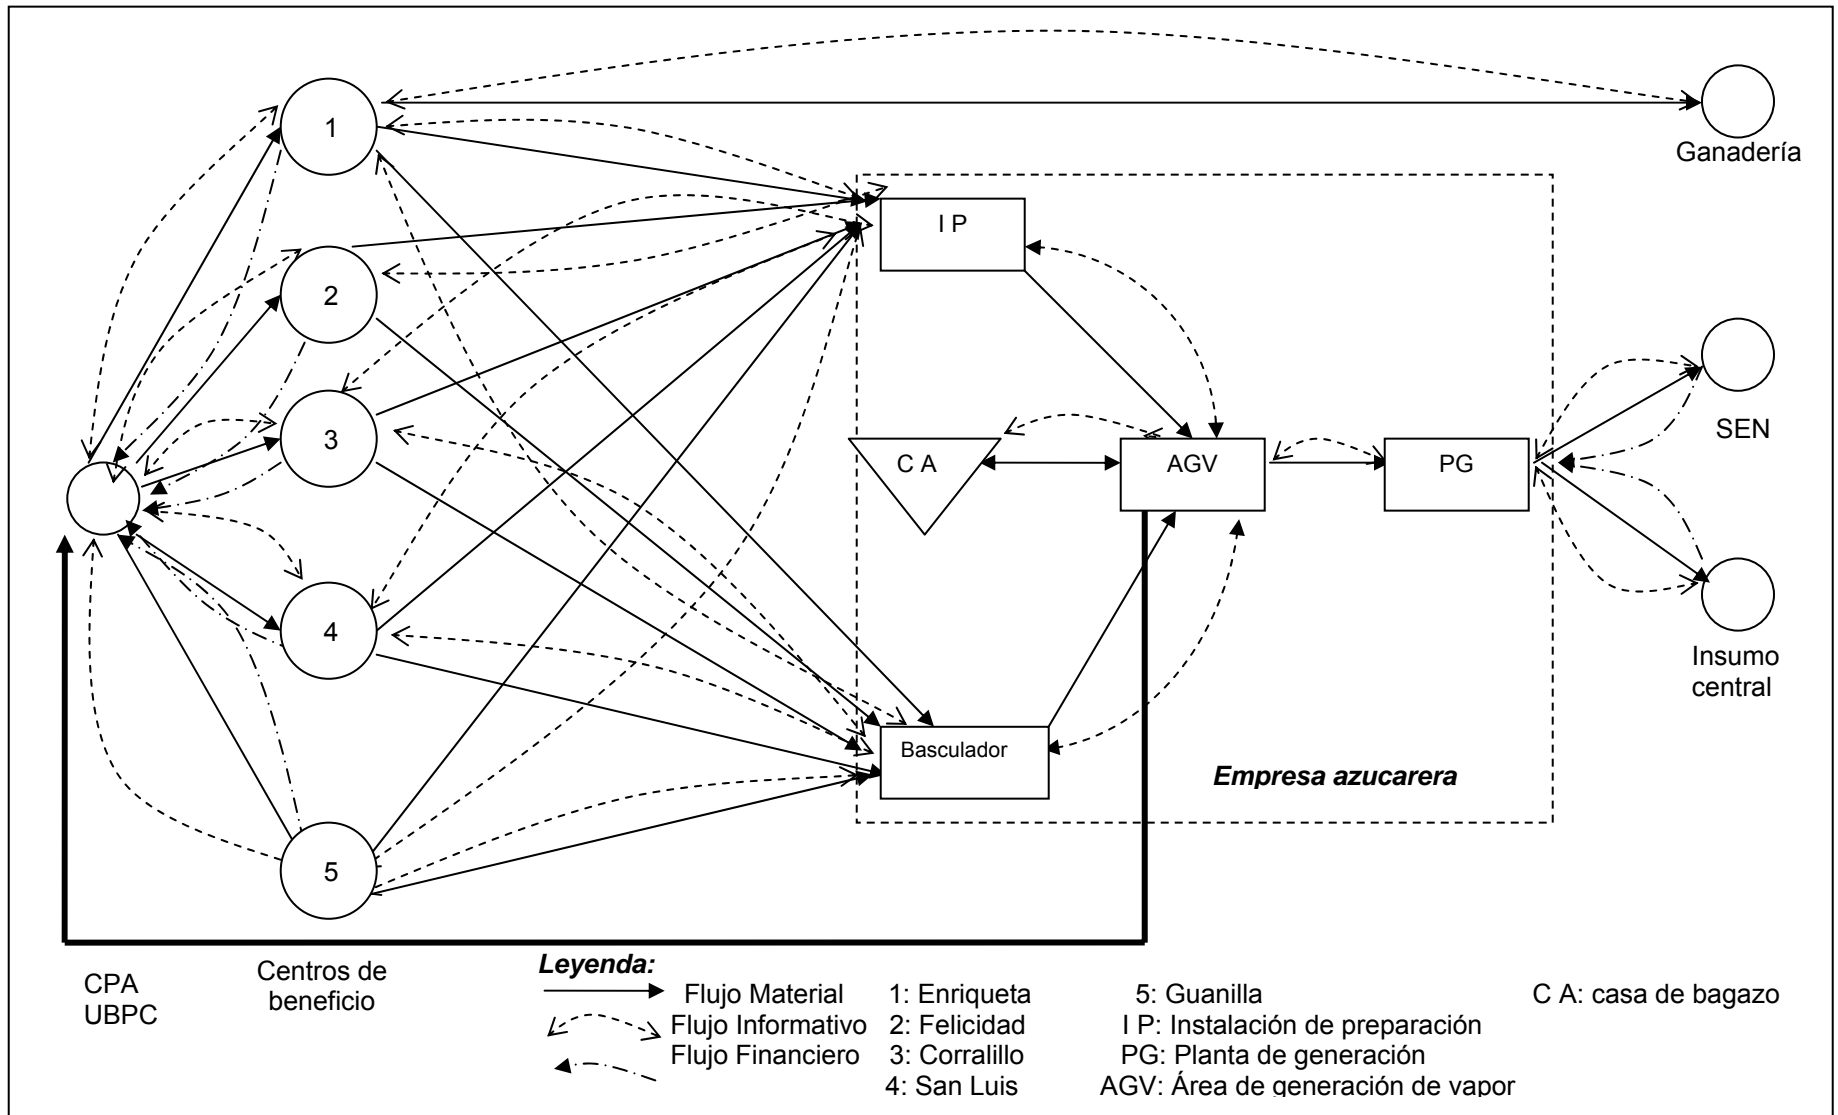 1
Ganadería
I P
2
3
C A
AGV
PG
SEN
4
Insumo
central
Basculador
Empresa azucarera
5
CPA
UBPC
Centros de
beneficio
Leyenda:
Flujo Material
Flujo Informativo
Flujo Financiero
1: Enriqueta
2: Felicidad
3: Corralillo
4: San Luis
5: Guanilla
I P: Instalación de preparación
PG: Planta de generación
AGV: Área de generación de vapor
C A: casa de bagazo